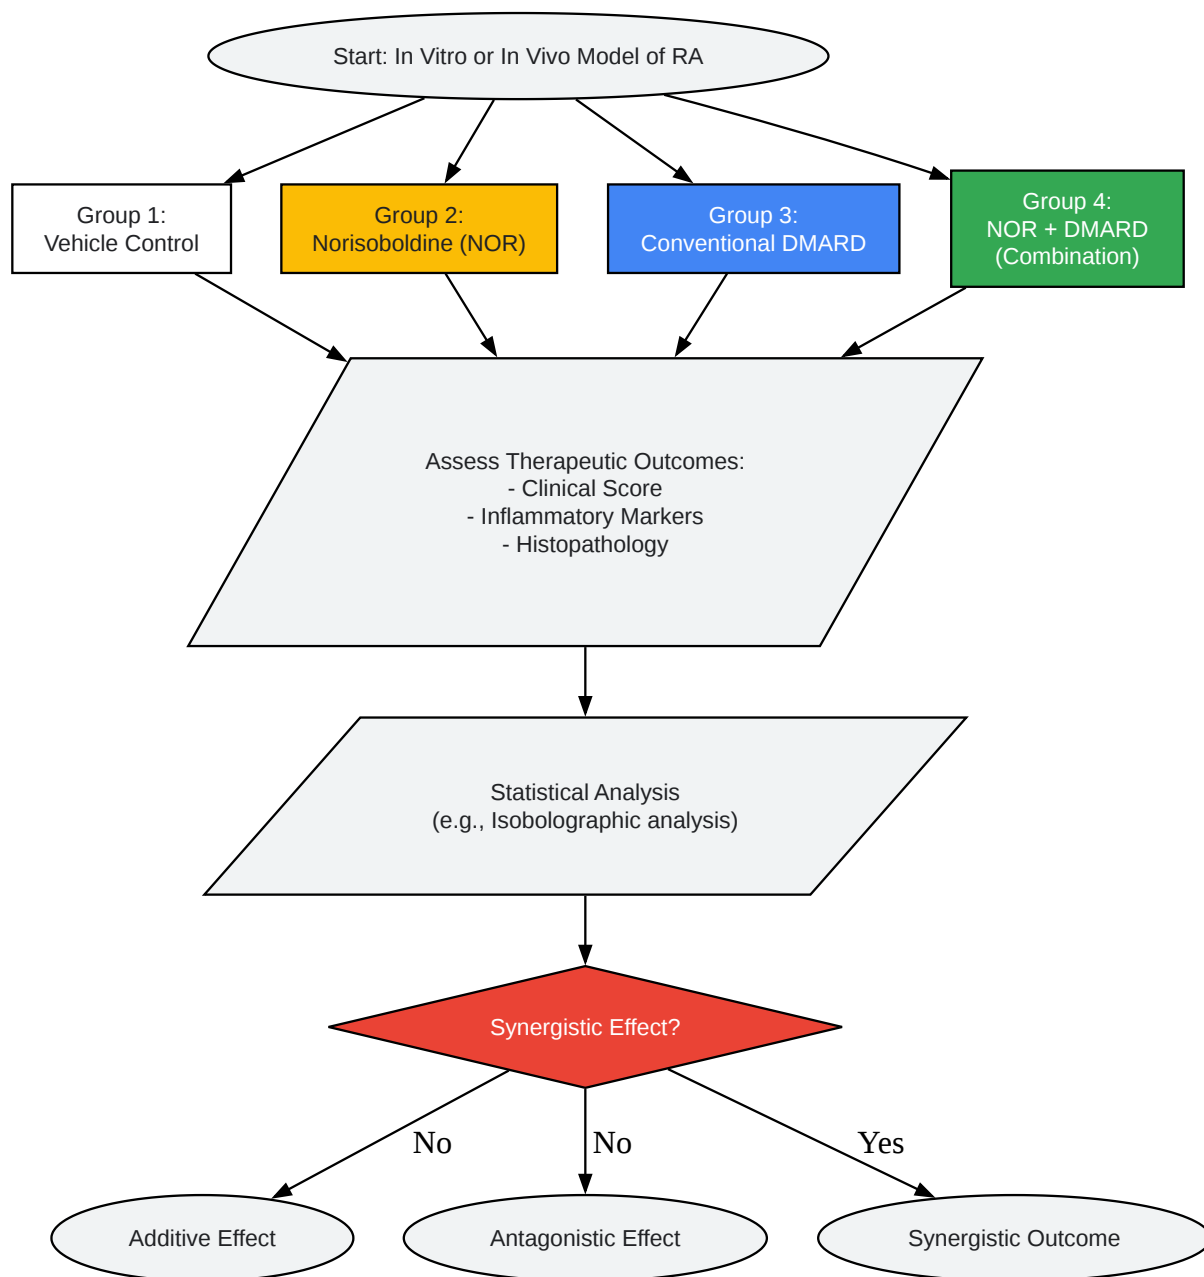 Start: In Vitro or In Vivo Model of RA
Group 1:
Vehicle Control
Group 2:
Norisoboldine (NOR)
Group 3:
Conventional DMARD
Group 4:
NOR + DMARD
(Combination)
Assess Therapeutic Outcomes:
- Clinical Score
- Inflammatory Markers
- Histopathology
Statistical Analysis
(e.g., Isobolographic analysis)
Synergistic Effect?
No
No
Yes
Additive Effect
Antagonistic Effect
Synergistic Outcome